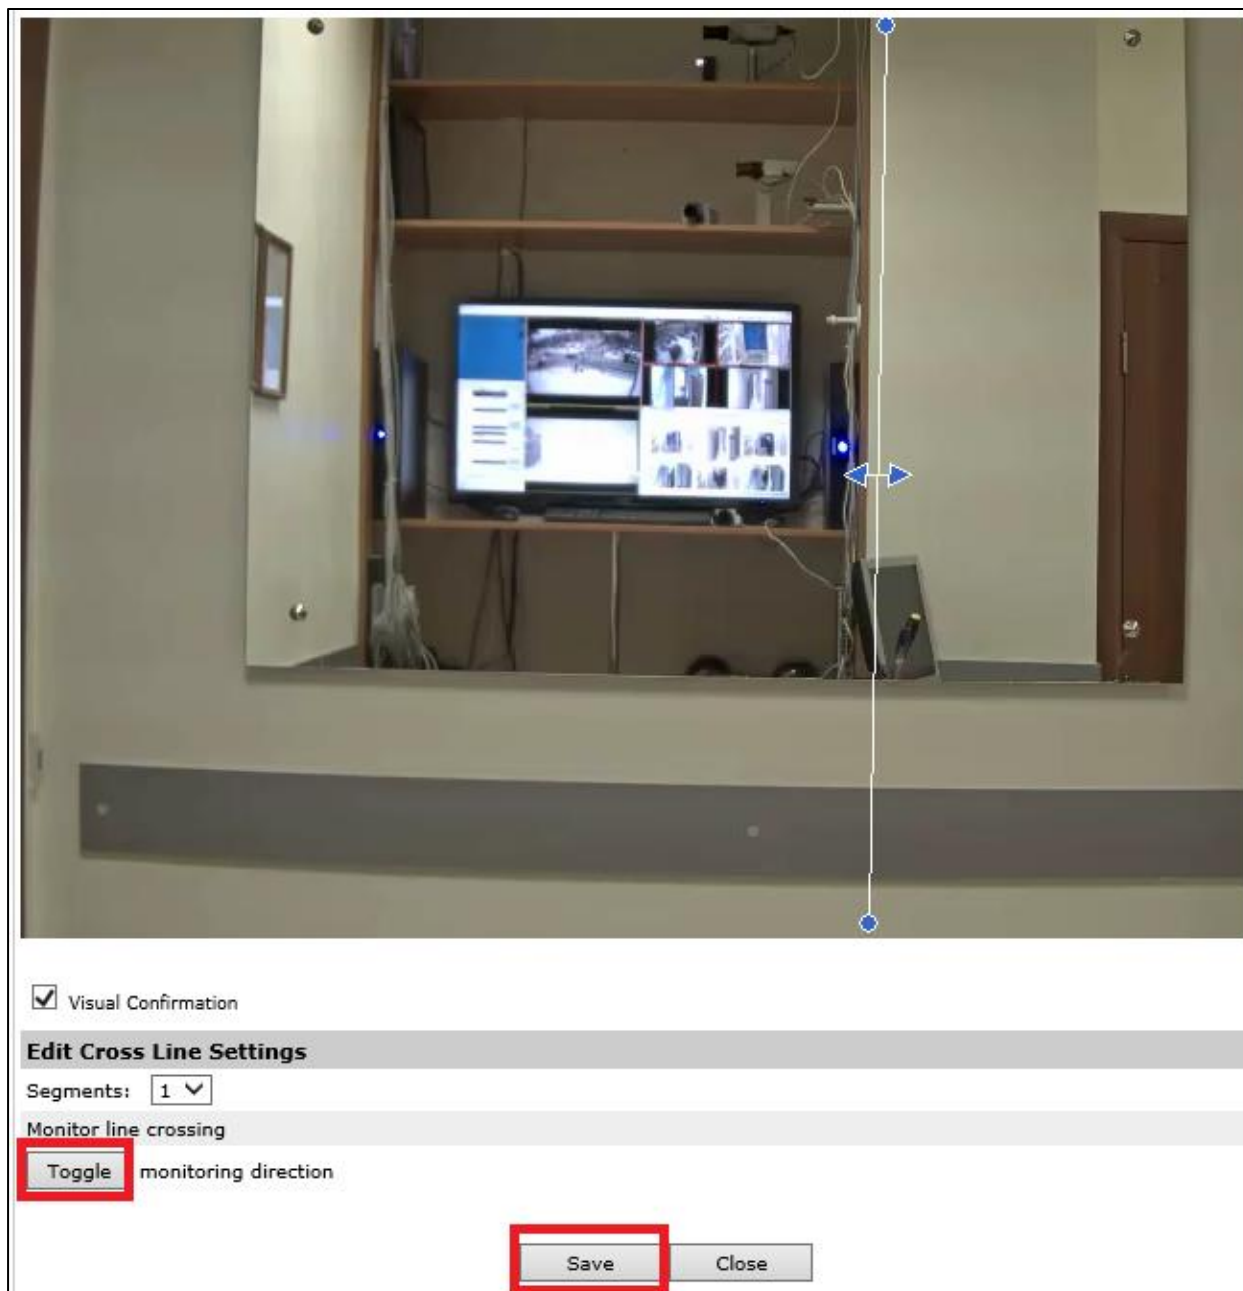 Visual Confirmation
Edit Cross Line Settings
Segments: 1
Monitor line crossing
Toggle monitoring direction
Save Close